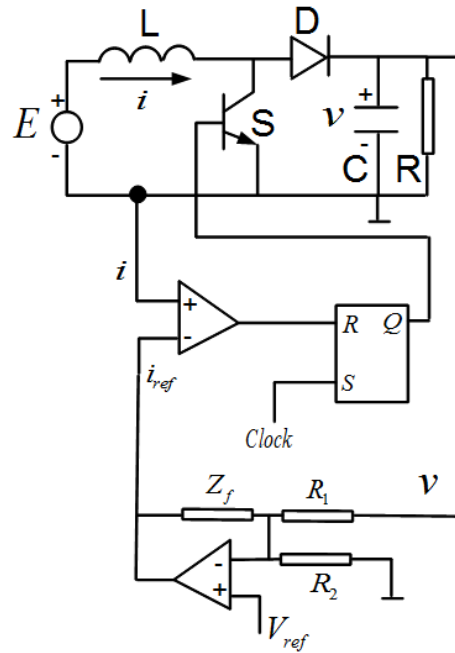 L
D
i
+
E
-
S
+
v
-
C
R
i
+
-
R
Q
i_ref
S
Clock
Z_f
R_1
v
-
R_2
+
V_ref